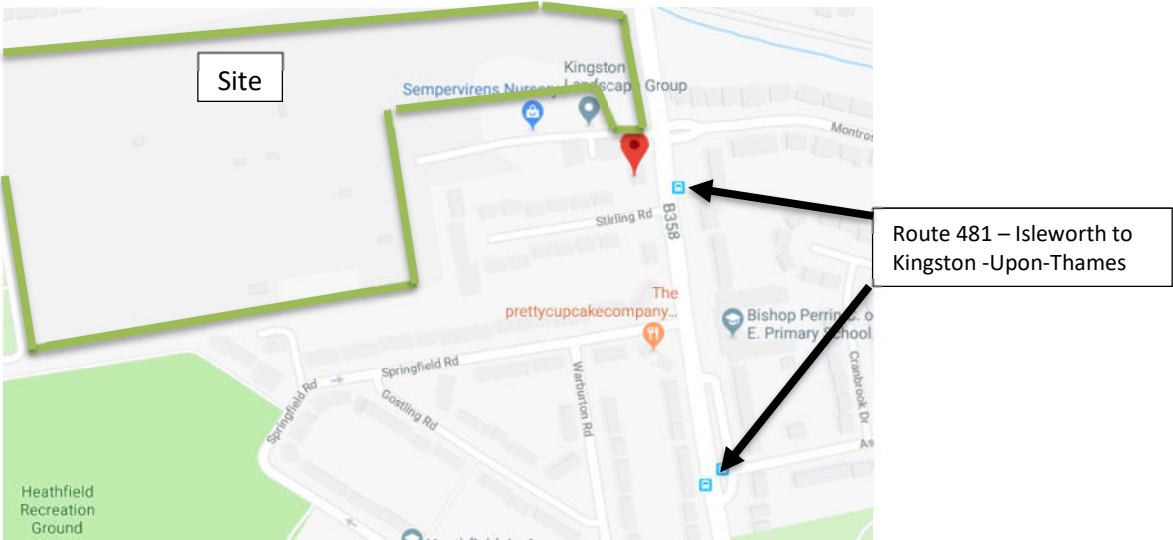 Site
Kingston
Landscape Group
Sempervirens Nursery
Montros
Stirling Rd
B358
Route 481 – Isleworth to
Kingston -Upon-Thames
The
prettycupcakecompany...
Bishop Perrin C. o
E. Primary School
Springfield Rd
Springfield Rd
Gostling Rd
Warburton Rd
Cranbrook Dr
Heathfield
Recreation
Ground